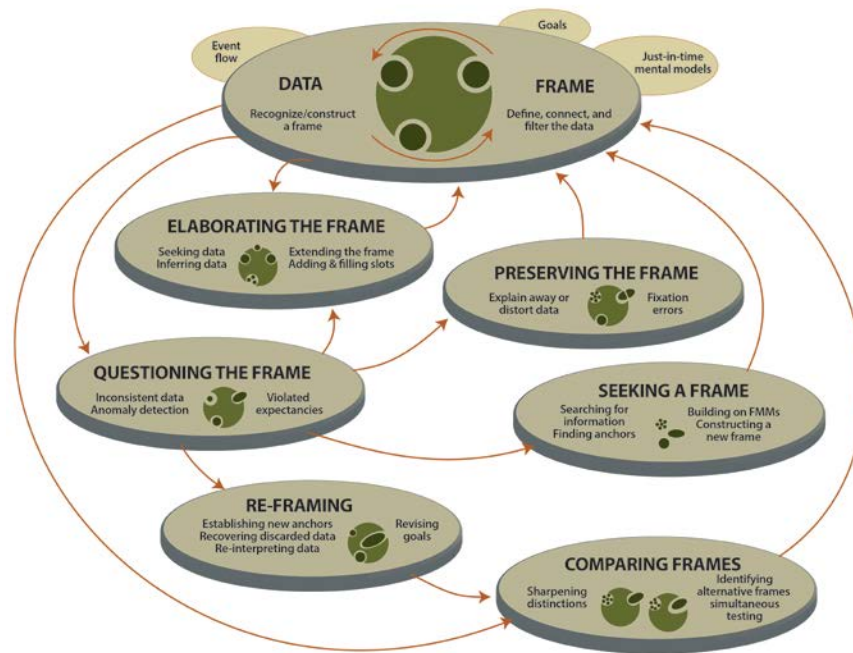 Event
flow
Goals
Just-in-time
mental models
DATA
Recognize/construct
a frame
FRAME
Define, connect, and
filter the data
ELABORATING THE FRAME
Seeking data
Inferring data
Extending the frame
Adding & filling slots
PRESERVING THE FRAME
Explain away or
distort data
Fixation
errors
QUESTIONING THE FRAME
Inconsistent data
Anomaly detection
Violated
expectancies
SEEKING A FRAME
Searching for
information
Finding anchors
Building on FMMs
Constructing a
new frame
RE-FRAMING
Establishing new anchors
Recovering discarded data
Re-interpreting data
Revising
goals
COMPARING FRAMES
Sharpening
distinctions
Identifying
alternative frames
simultaneous
testing